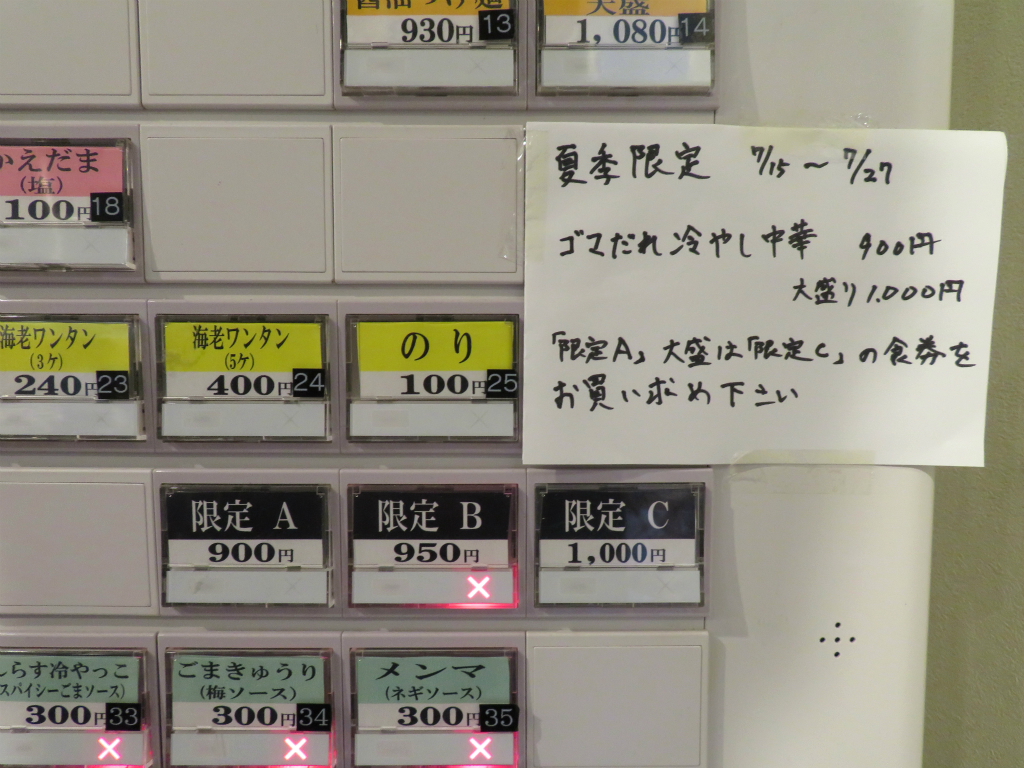 醤油つけ麺
930円 13
大盛
1,080円 14
かえだま
(塩)
100円 18
夏季限定 7/15～7/27
ゴマだれ冷やし中華 900円
大盛り1.000円
「限定A」大盛は「限定C」の食券を
お買い求め下さい
海老ワンタン
(3ケ)
240円 23
海老ワンタン
(5ケ)
400円 24
のり
100円 25
限定 A
900円
限定 B
950円
×
限定 C
1,000円
しらす冷やっこ
スパイシーごまソース)
300円 33
×
ごまきゅうり
(梅ソース)
300円 34
×
メンマ
(ネギソース)
300円 35
×